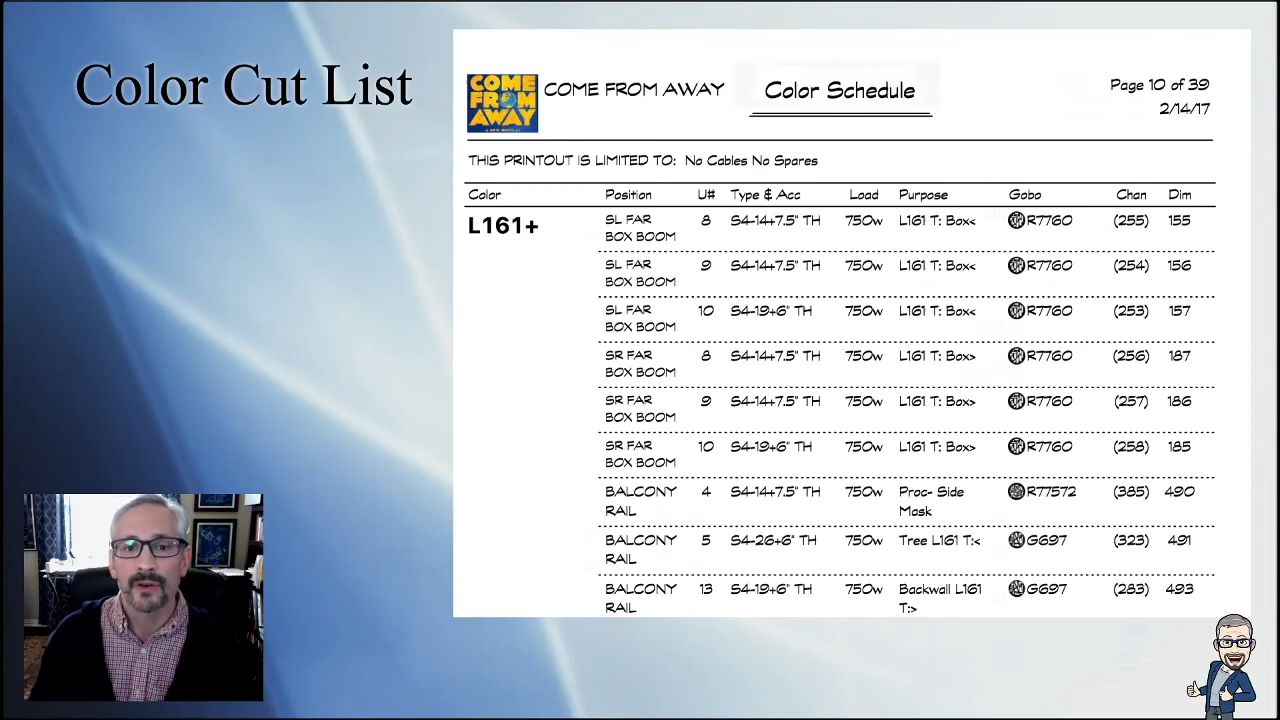 Color Cut List
COME FROM AWAY
A NEW MUSICAL
COME FROM AWAY
Color Schedule
Page 10 of 39
2/14/17
THIS PRINTOUT IS LIMITED TO: No Cables No Spares
Color Position U# Type & Acc Load Purpose Gobo Chan Dim
L161+ SL FAR BOX BOOM 8 S4-14+7.5" TH 750w L161 T: Box< R7760 (255) 155
SL FAR BOX BOOM 9 S4-14+7.5" TH 750w L161 T: Box< R7760 (254) 156
SL FAR BOX BOOM 10 S4-19+6" TH 750w L161 T: Box< R7760 (253) 157
SR FAR BOX BOOM 8 S4-14+7.5" TH 750w L161 T: Box> R7760 (256) 187
SR FAR BOX BOOM 9 S4-14+7.5" TH 750w L161 T: Box> R7760 (257) 186
SR FAR BOX BOOM 10 S4-19+6" TH 750w L161 T: Box> R7760 (258) 185
BALCONY RAIL 4 S4-14+7.5" TH 750w Proc- Side Mask R77572 (385) 490
BALCONY RAIL 5 S4-26+6" TH 750w Tree L161 T:< G697 (323) 491
BALCONY RAIL 13 S4-19+6" TH 750w Backwall L161 T:> G697 (283) 493